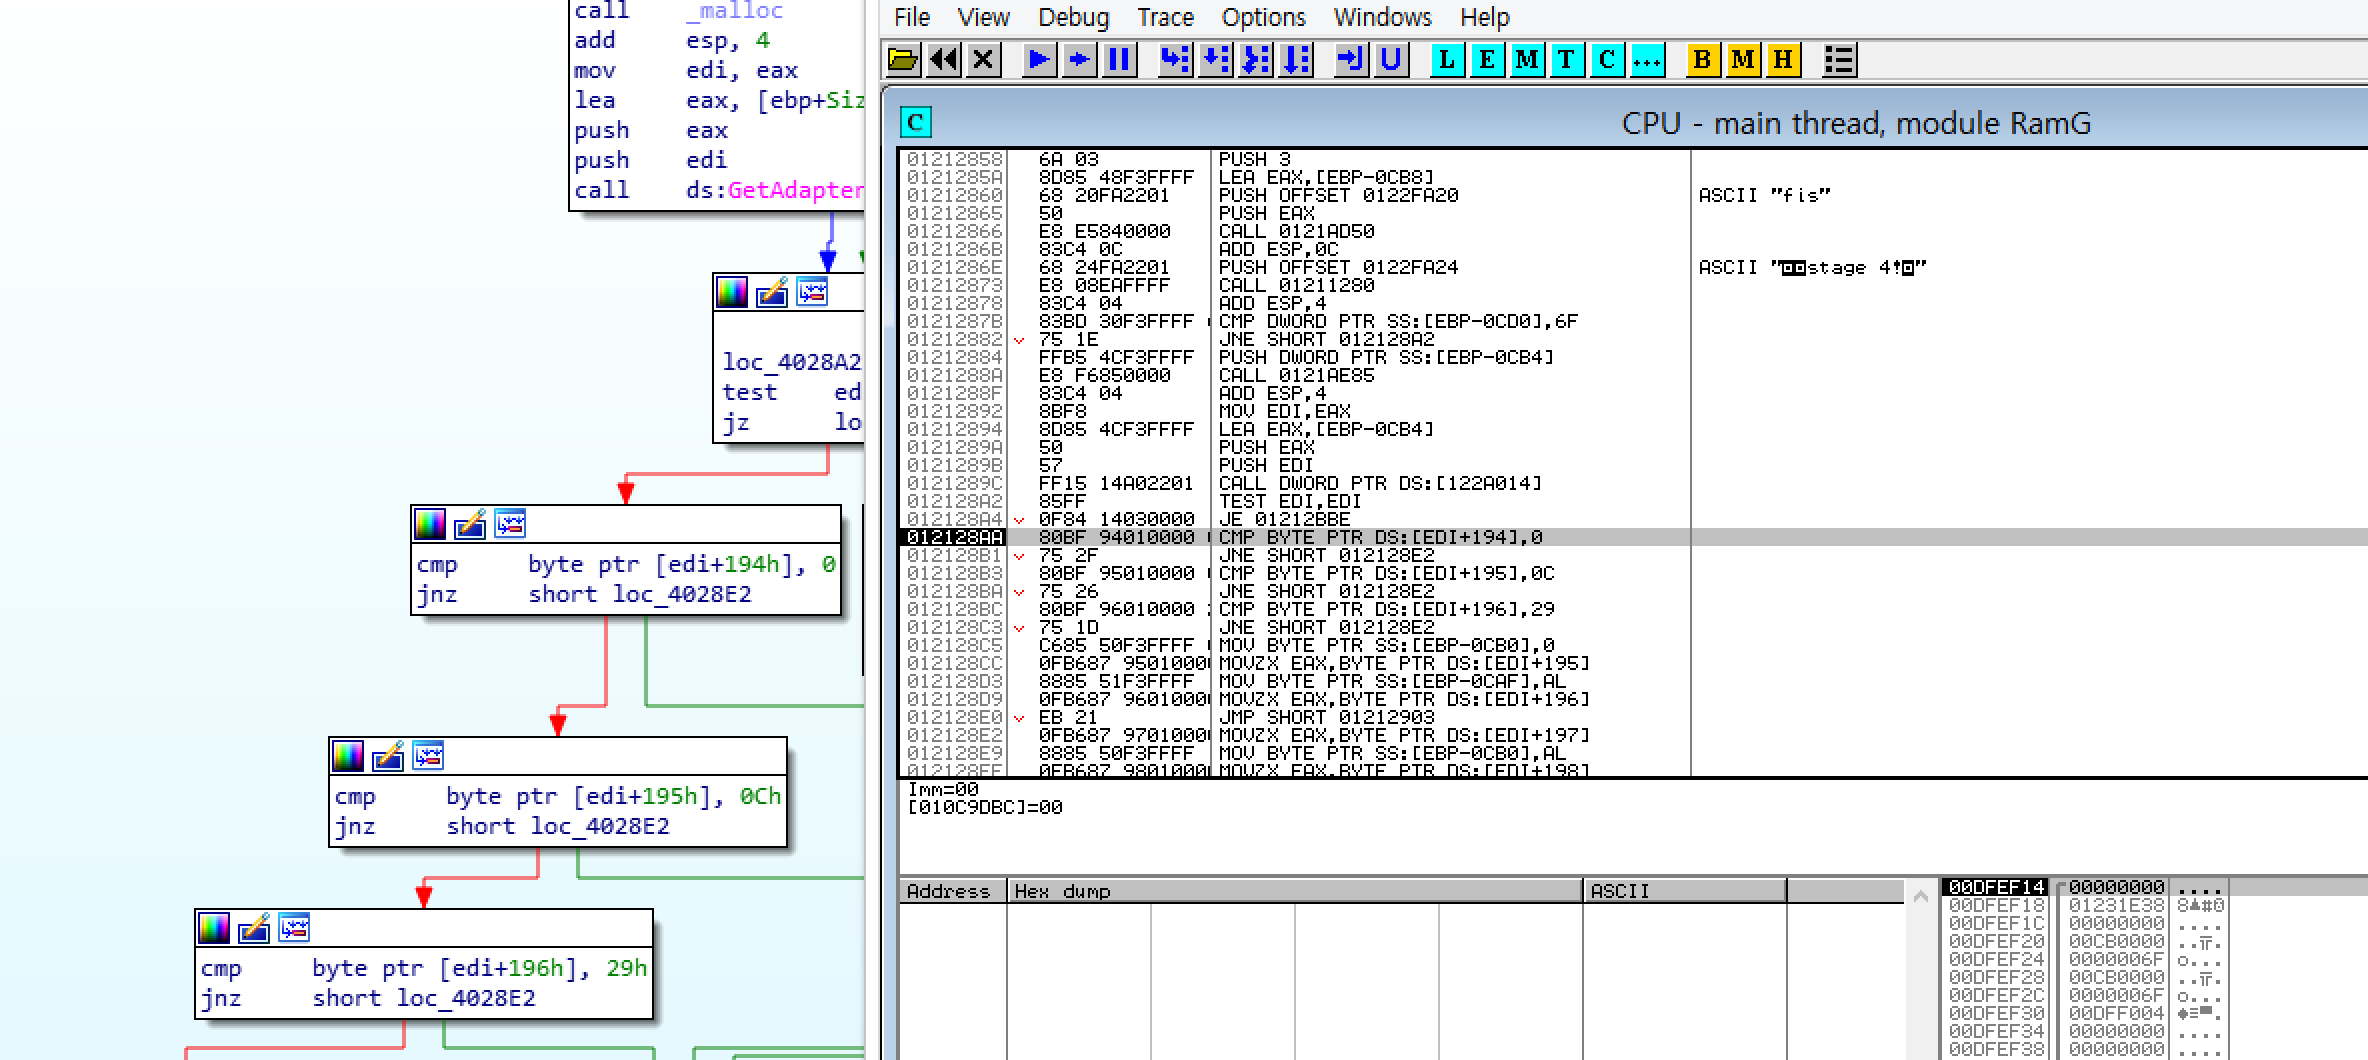 call _malloc
add esp, 4
mov edi, eax
lea eax, [ebp+Siz
push eax
push edi
call ds:GetAdapter
loc_4028A2
test ed
jz lo
cmp byte ptr [edi+194h], 0
jnz short loc_4028E2
cmp byte ptr [edi+195h], 0Ch
jnz short loc_4028E2
cmp byte ptr [edi+196h], 29h
jnz short loc_4028E2
File View Debug Trace Options Windows Help
L E M T C ... B M H
C CPU - main thread, module RamG
01212858 6A 03 PUSH 3
0121285A 8D85 48F3FFFF LEA EAX,[EBP-0CB8]
01212860 68 20FA2201 PUSH OFFSET 0122FA20 ASCII "fis"
01212865 50 PUSH EAX
01212866 E8 E5840000 CALL 0121AD50
0121286B 83C4 0C ADD ESP,0C
0121286E 68 24FA2201 PUSH OFFSET 0122FA24 ASCII "stage 4!"
01212873 E8 08EAFFFF CALL 01211280
01212878 83C4 04 ADD ESP,4
0121287B 83BD 30F3FFFF CMP DWORD PTR SS:[EBP-0CD0],6F
01212882 75 1E JNE SHORT 012128A2
01212884 FFB5 4CF3FFFF PUSH DWORD PTR SS:[EBP-0CB4]
0121288A E8 F6850000 CALL 0121AE85
0121288F 83C4 04 ADD ESP,4
01212892 8BF8 MOV EDI,EAX
01212894 8D85 4CF3FFFF LEA EAX,[EBP-0CB4]
0121289A 50 PUSH EAX
0121289B 57 PUSH EDI
0121289C FF15 14A02201 CALL DWORD PTR DS:[122A014]
012128A2 85FF TEST EDI,EDI
012128A4 0F84 14030000 JE 01212BBE
012128AA 80BF 94010000 CMP BYTE PTR DS:[EDI+194],0
012128B1 75 2F JNE SHORT 012128E2
012128B3 80BF 95010000 CMP BYTE PTR DS:[EDI+195],0C
012128BA 75 26 JNE SHORT 012128E2
012128BC 80BF 96010000 CMP BYTE PTR DS:[EDI+196],29
012128C3 75 1D JNE SHORT 012128E2
012128C5 C685 50F3FFFF MOV BYTE PTR SS:[EBP-0CB0],0
012128CC 0FB687 9501000 MOVZX EAX,BYTE PTR DS:[EDI+195]
012128D3 8885 51F3FFFF MOV BYTE PTR SS:[EBP-0CAF],AL
012128D9 0FB687 9601000 MOVZX EAX,BYTE PTR DS:[EDI+196]
012128E0 EB 21 JMP SHORT 01212903
012128E2 0FB687 9701000 MOVZX EAX,BYTE PTR DS:[EDI+197]
012128E9 8885 50F3FFFF MOV BYTE PTR SS:[EBP-0CB0],AL
012128EF 0FB687 9801000 MOVZX EAX,BYTE PTR DS:[EDI+198]
Imm=00
[010C9DBC]=00
Address Hex dump ASCII
00DFEF14 00000000 ....
00DFEF18 01231E38 8▲#0
00DFEF1C 00000000 ....
00DFEF20 00CB0000
00DFEF24 0000006F o...
00DFEF28 00CB0000
00DFEF2C 0000006F o...
00DFEF30 00DFF004
00DFEF34 00000000 ....
00DFEF38 00000000 ....